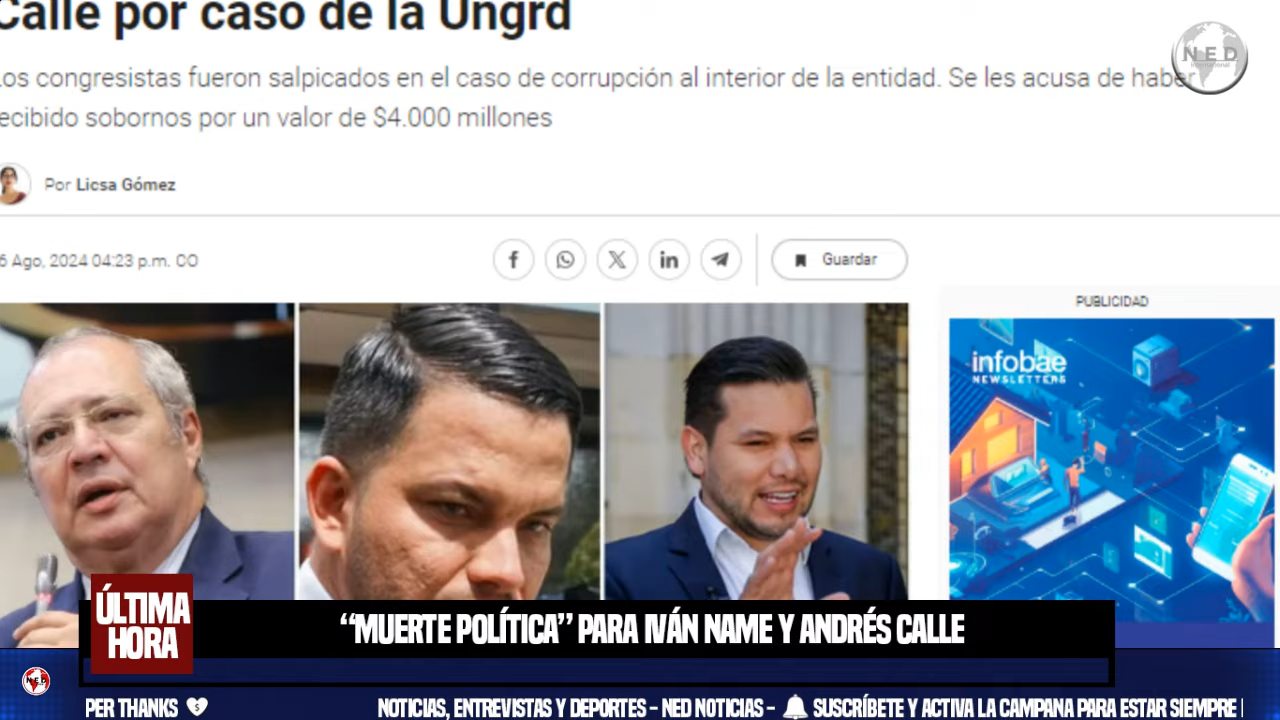 Calle por caso de la Ungrd
Los congresistas fueron salpicados en el caso de corrupción al interior de la entidad. Se les acusa de haber
recibido sobornos por un valor de $4.000 millones
NED
International
Por Licsa Gómez
6 Ago, 2024 04:23 p.m. CO
Guardar
PUBLICIDAD
infobae
NEWSLETTERS
ÚLTIMA
HORA
“MUERTE POLÍTICA” PARA IVÁN NAME Y ANDRÉS CALLE
NED
PER THANKS
NOTICIAS, ENTREVISTAS Y DEPORTES - NED NOTICIAS - 🔔 SUSCRÍBETE Y ACTIVA LA CAMPANA PARA ESTAR SIEMPRE